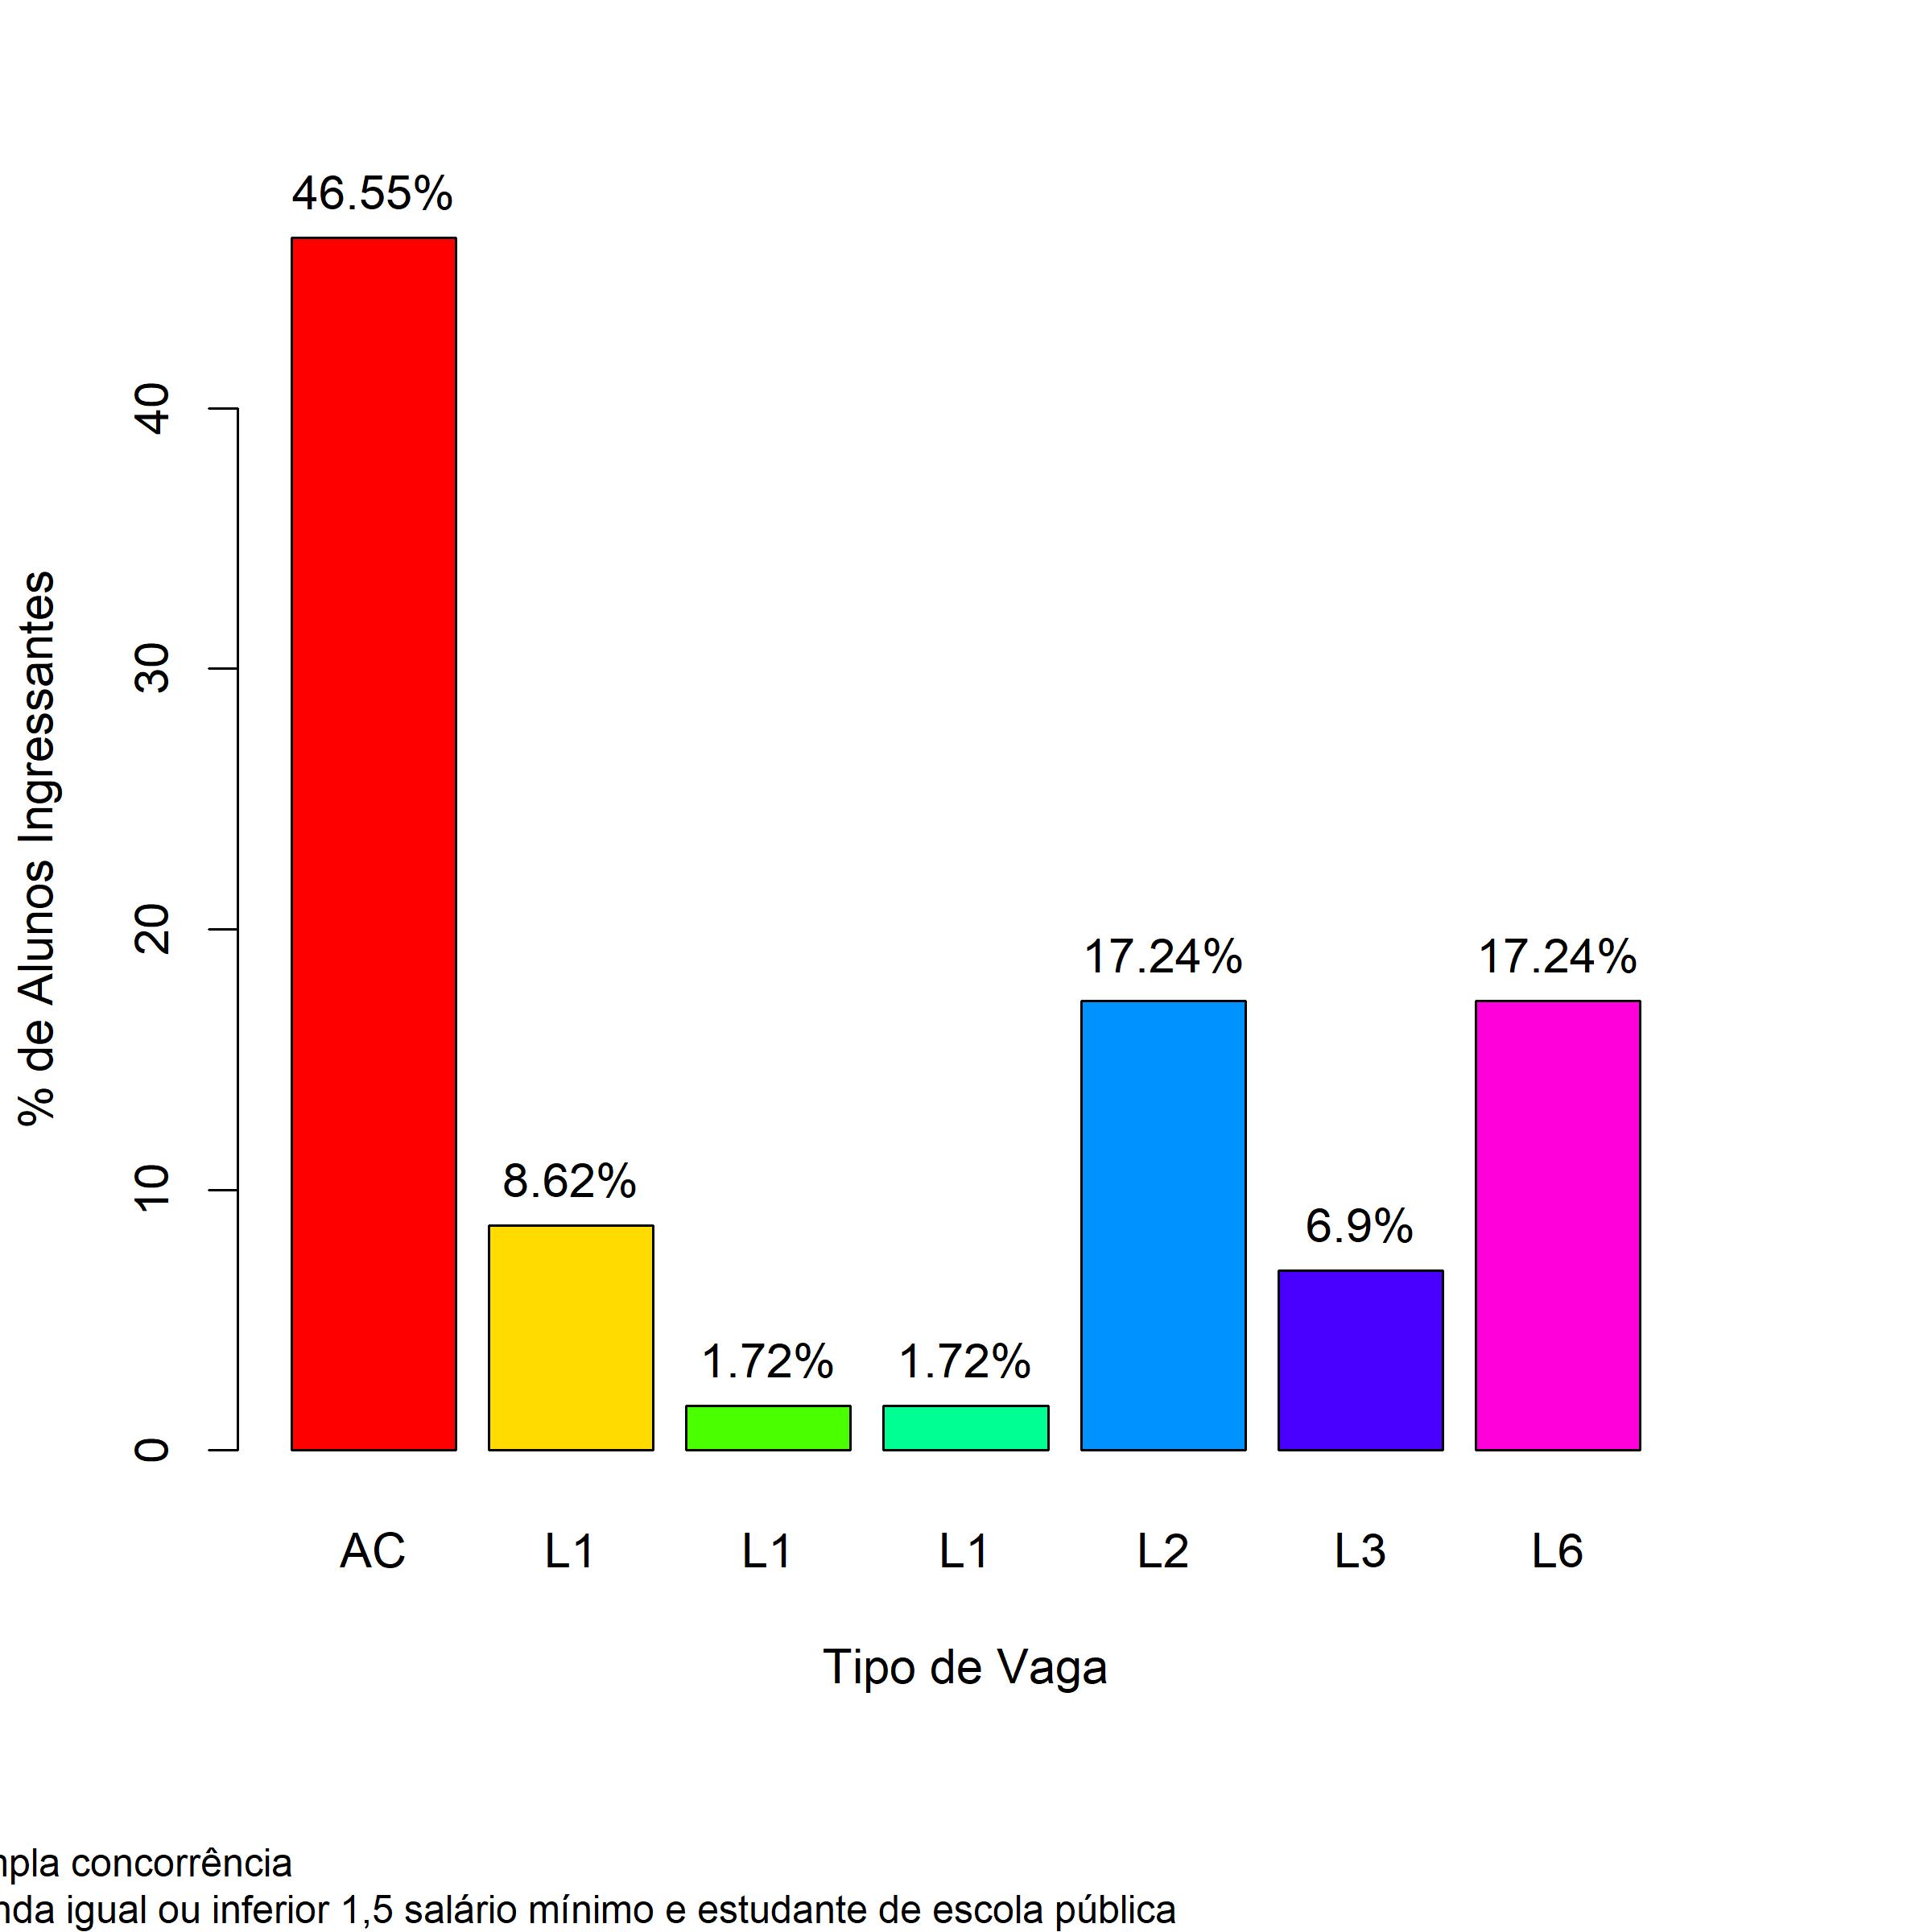 46.55%
8.62%
1.72%
1.72%
17.24%
6.9%
17.24%
% de Alunos Ingressantes
40
30
20
10
0
AC L1 L1 L1 L2 L3 L6
Tipo de Vaga
concorrência
igual ou inferior 1,5 salário mínimo e estudante de escola pública